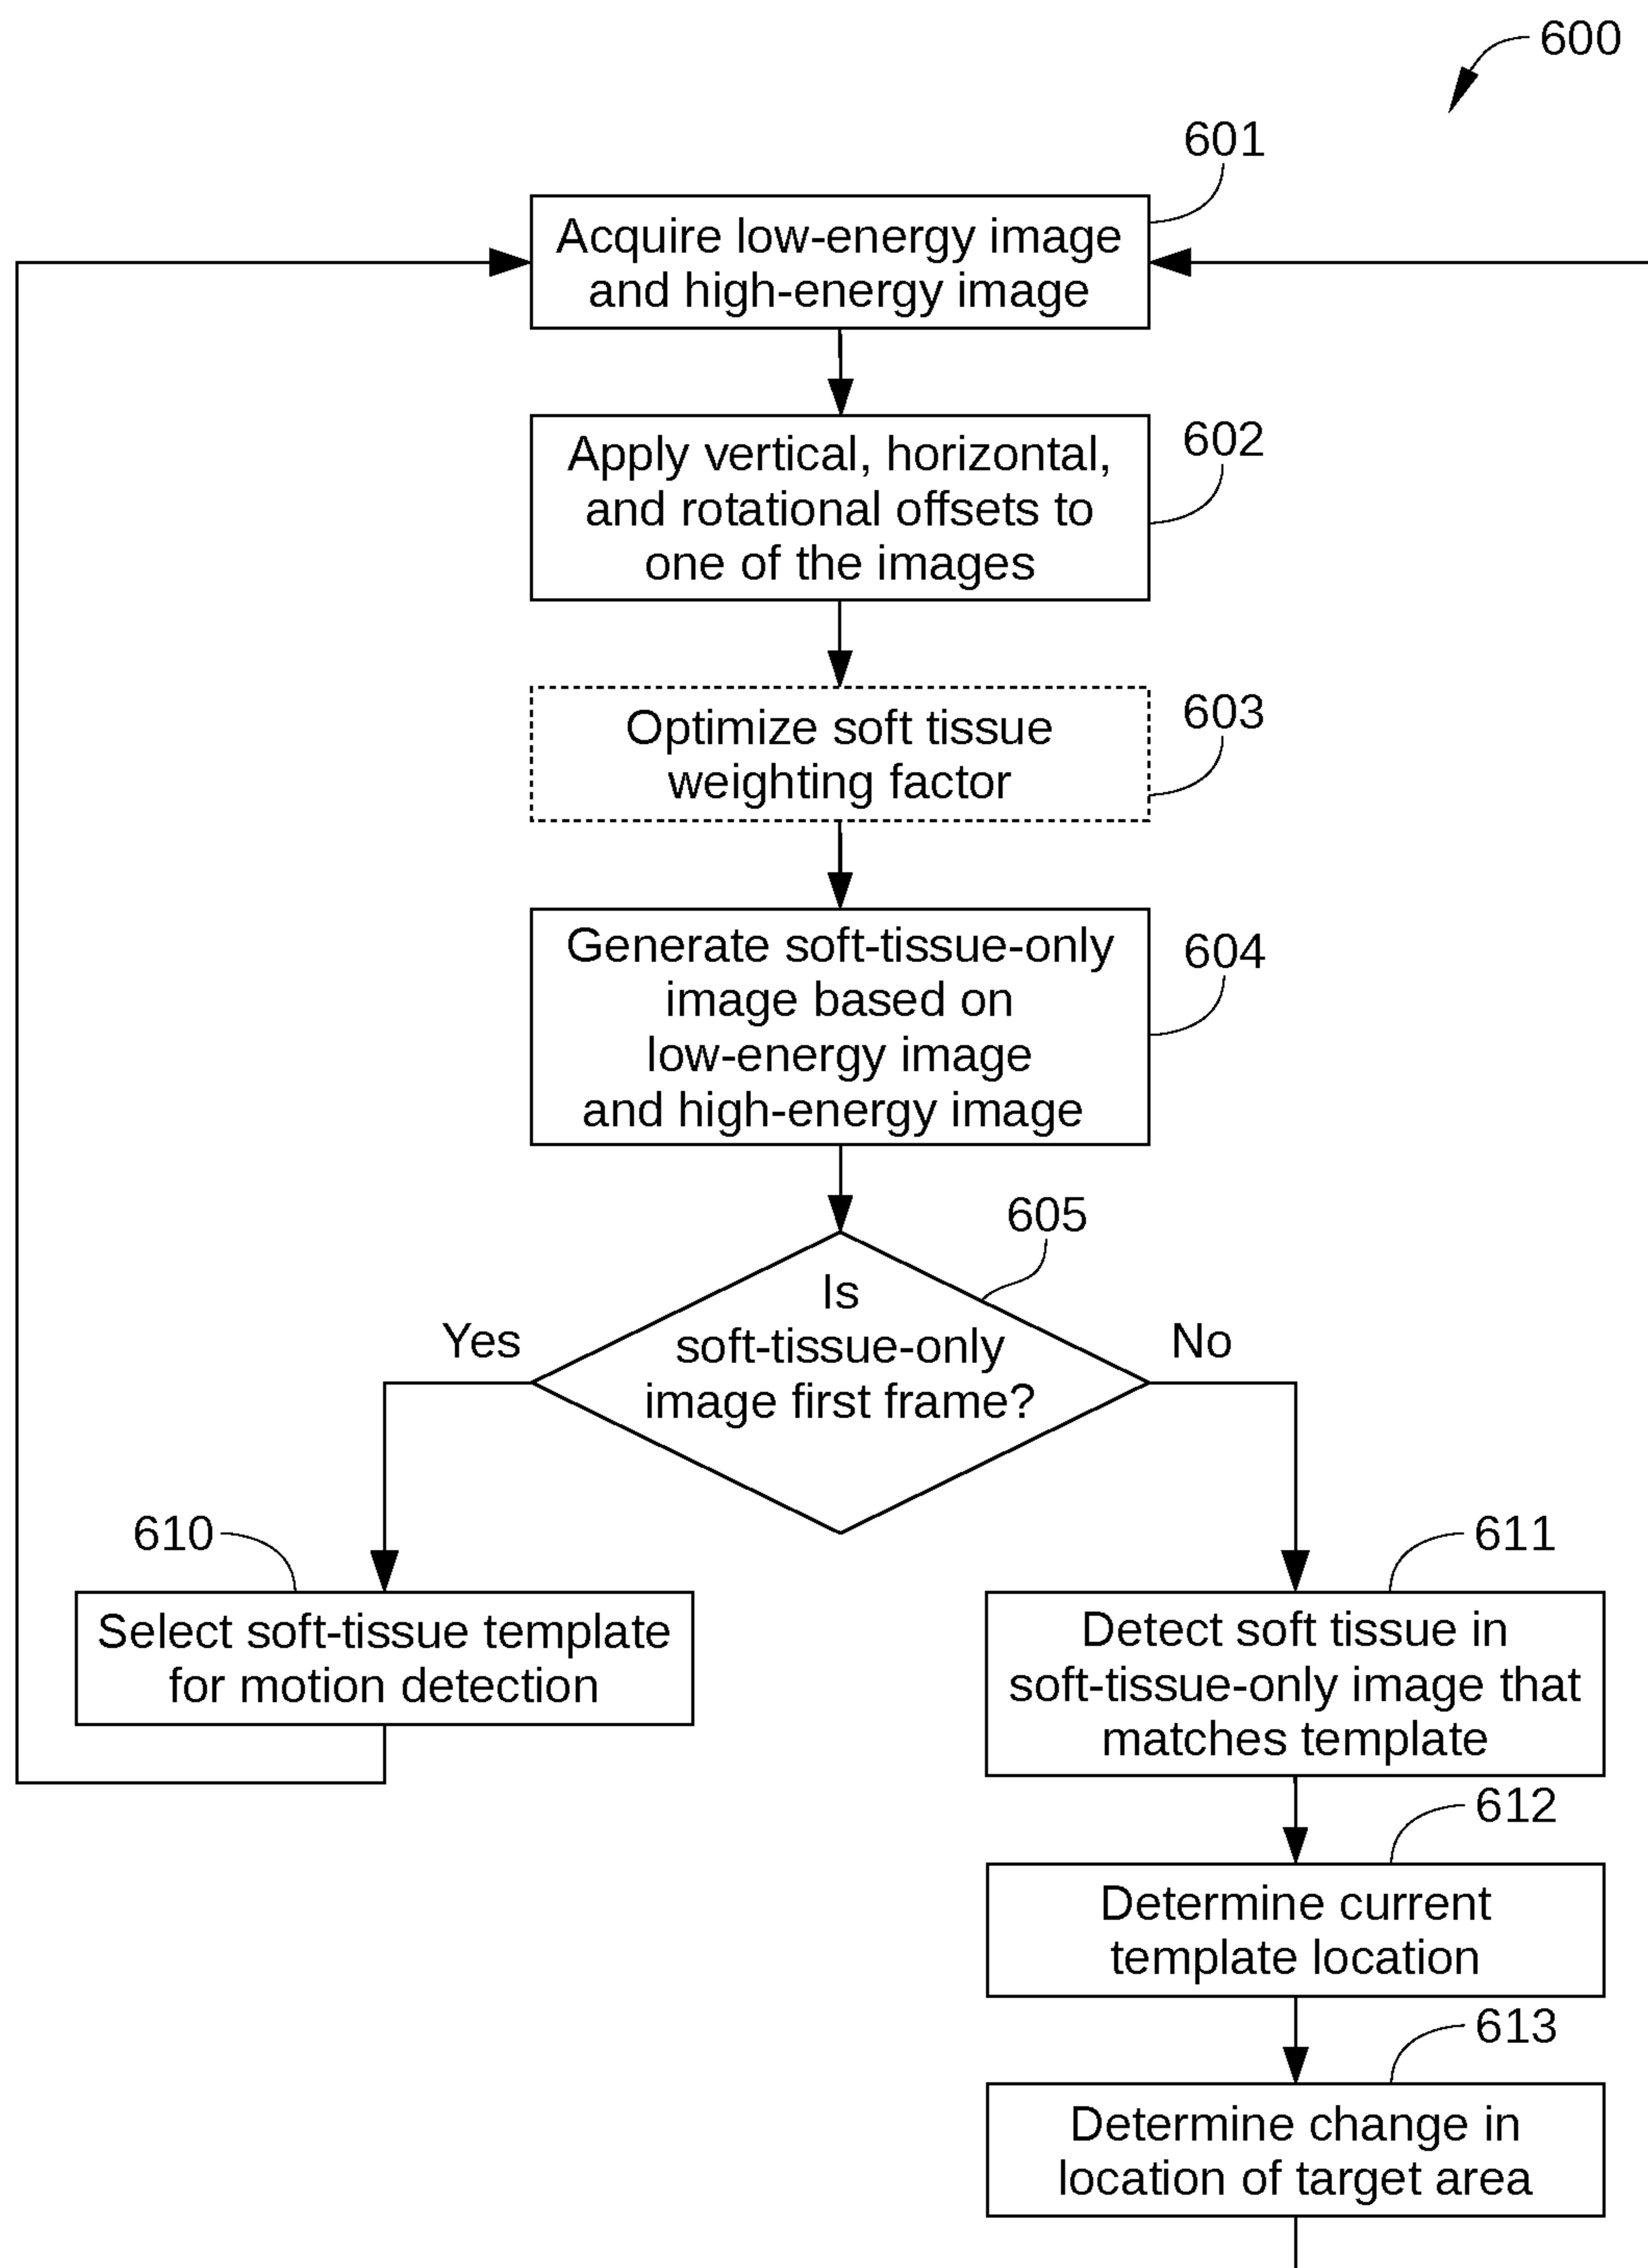 600
601
Acquire low-energy image
and high-energy image
602
Apply vertical, horizontal,
and rotational offsets to
one of the images
603
Optimize soft tissue
weighting factor
604
Generate soft-tissue-only
image based on
low-energy image
and high-energy image
605
Is
soft-tissue-only
image first frame?
Yes
No
610
Select soft-tissue template
for motion detection
611
Detect soft tissue in
soft-tissue-only image that
matches template
612
Determine current
template location
613
Determine change in
location of target area